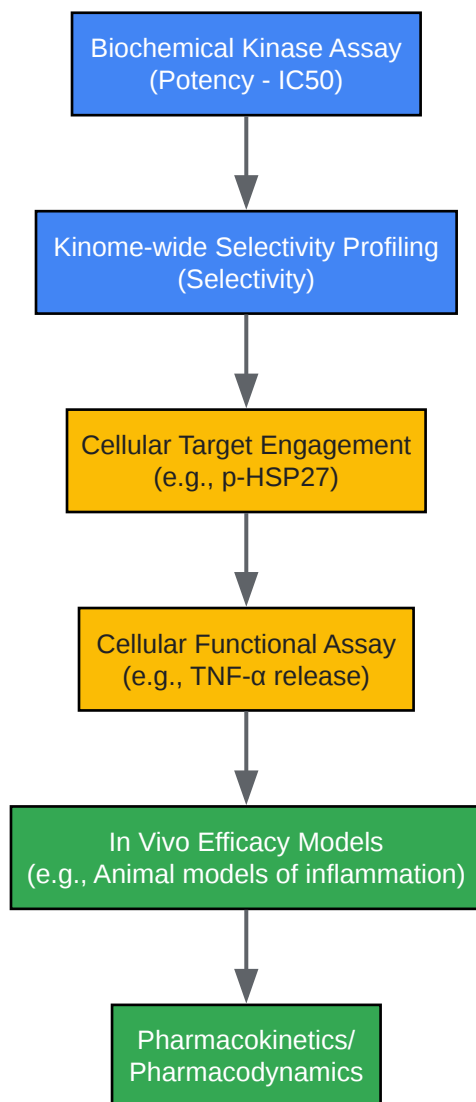 Biochemical Kinase Assay
(Potency - IC50)
Kinome-wide Selectivity Profiling
(Selectivity)
Cellular Target Engagement
(e.g., p-HSP27)
Cellular Functional Assay
(e.g., TNF-α release)
In Vivo Efficacy Models
(e.g., Animal models of inflammation)
Pharmacokinetics/
Pharmacodynamics